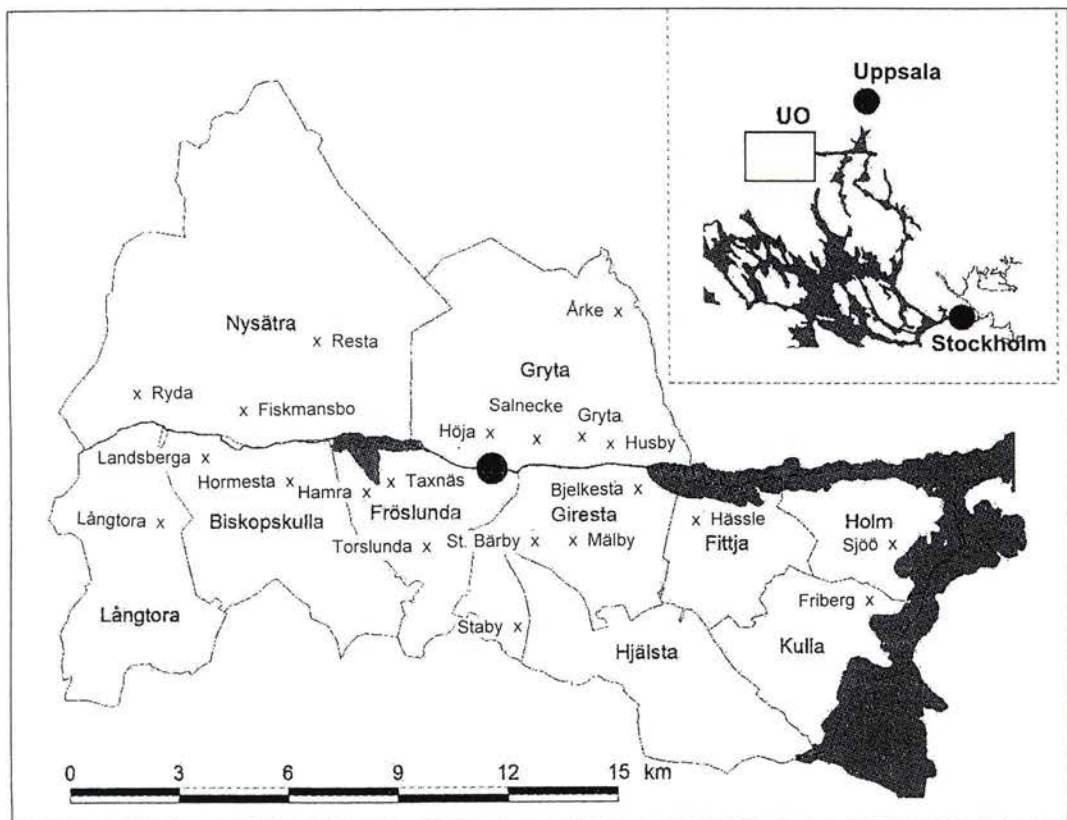 Uppsala
UO
Stockholm
Årke
Nysätra
Resta
Gryta
Ryda
Fiskmansbo
Salnecke
Gryta
Höja
Husby
Landsberga
Hormesta
Hamra
Taxnäs
Bjelkesta
Långtora
Biskopskulla
Fröslunda
Giresta
Hässle
Holm
Torslunda
St. Bärby
Mälby
Fittja
Sjöö
Långtora
Staby
Friberg
Hjälsta
Kulla
0 3 6 9 12 15 km